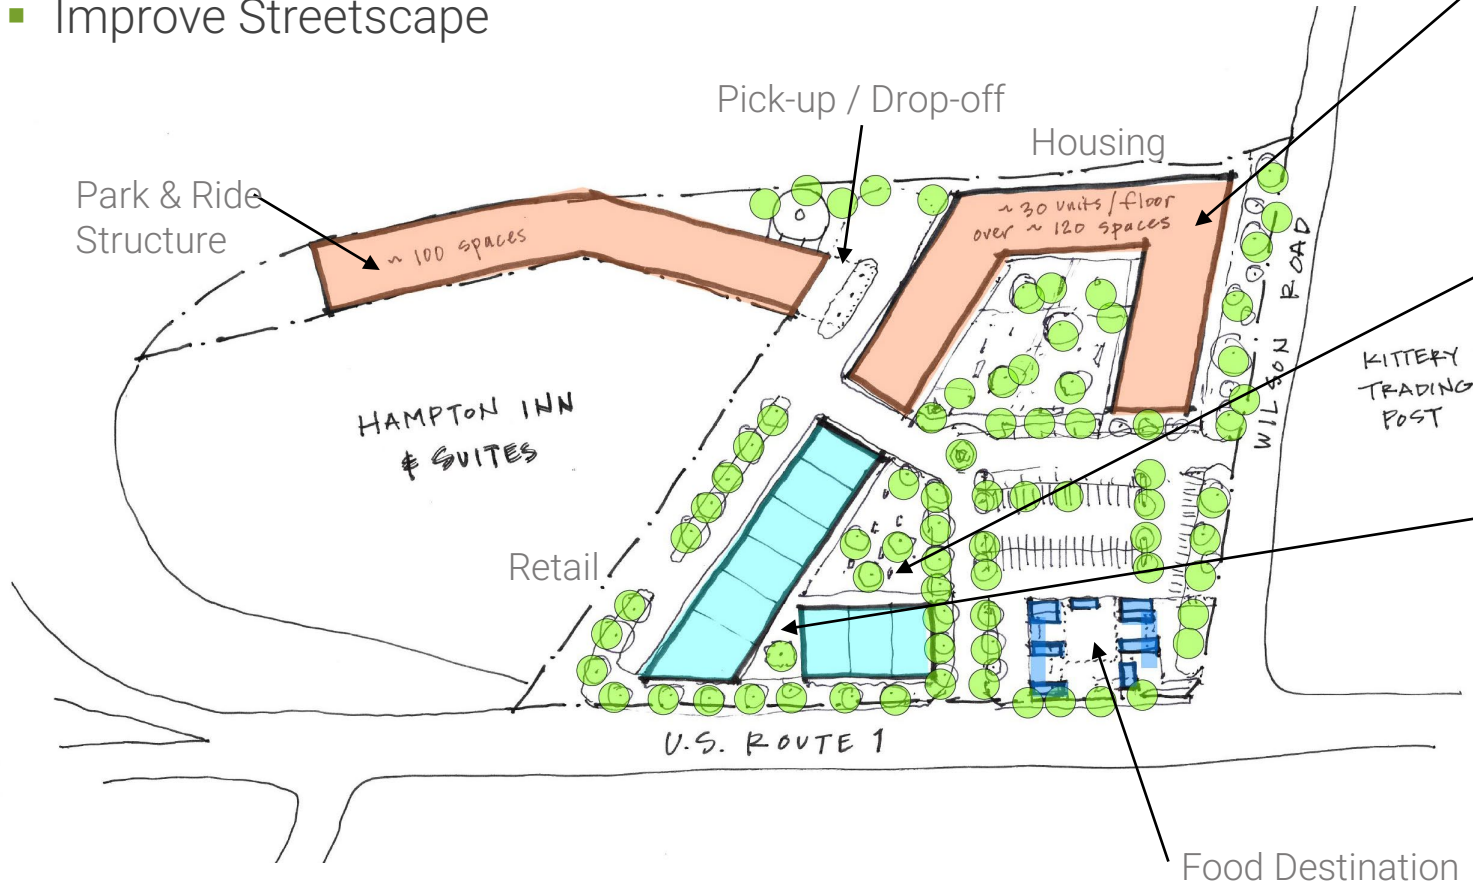 Improve Streetscape
Pick-up / Drop-off
Housing
Park & Ride
Structure
~ 30 units/floor
over ~ 120 spaces
~ 100 spaces
WILSON ROAD
KITTERY
TRADING
POST
HAMPTON INN
& SUITES
Retail
U.S. ROUTE 1
Food Destination